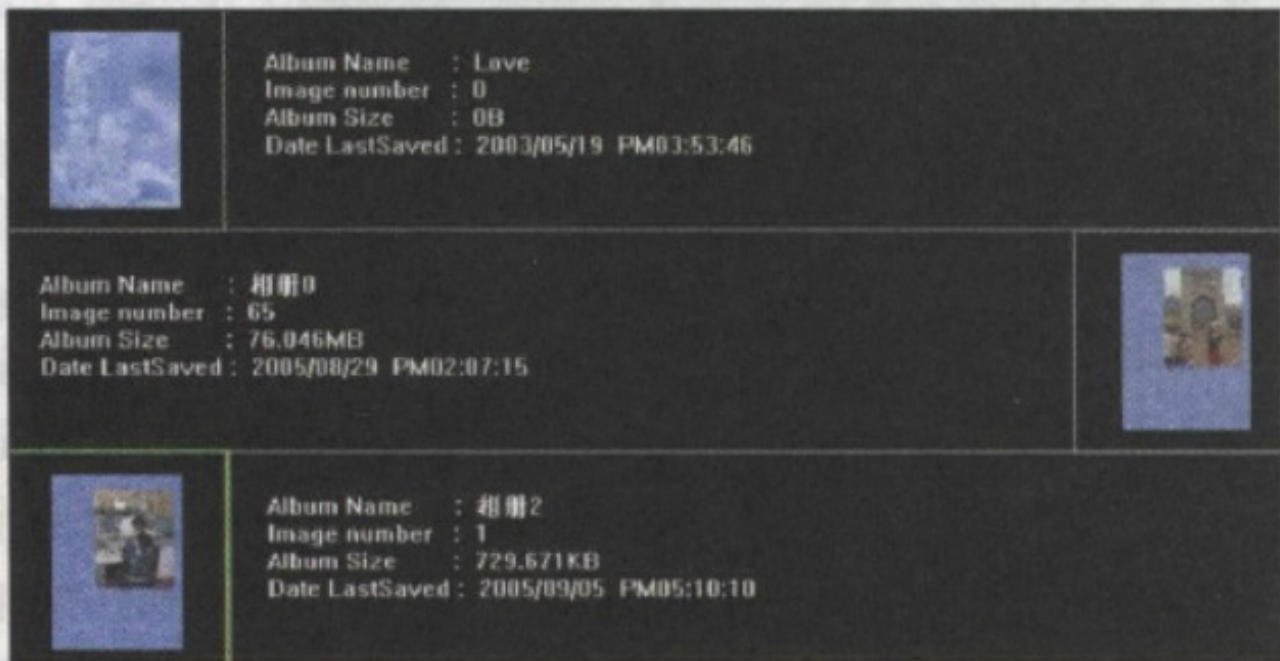 Album Name : Love
Image number : 0
Album Size : 0B
Date LastSaved : 2003/05/19 PM03:53:46
Album Name : 相册0
Image number : 65
Album Size : 76.046MB
Date LastSaved : 2005/08/29 PM02:07:15
Album Name : 相册2
Image number : 1
Album Size : 729.671KB
Date LastSaved : 2005/09/05 PM05:10:10